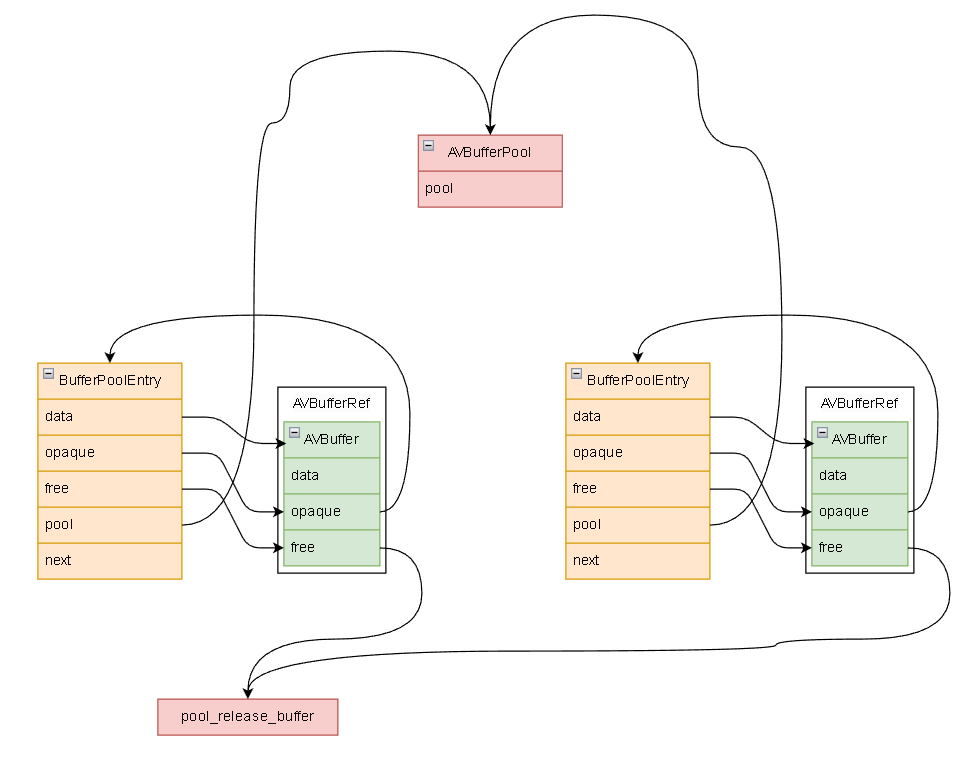 AVBufferPool
pool
BufferPoolEntry
data
opaque
free
pool
next
AVBufferRef
AVBuffer
data
opaque
free
BufferPoolEntry
data
opaque
free
pool
next
AVBufferRef
AVBuffer
data
opaque
free
pool_release_buffer